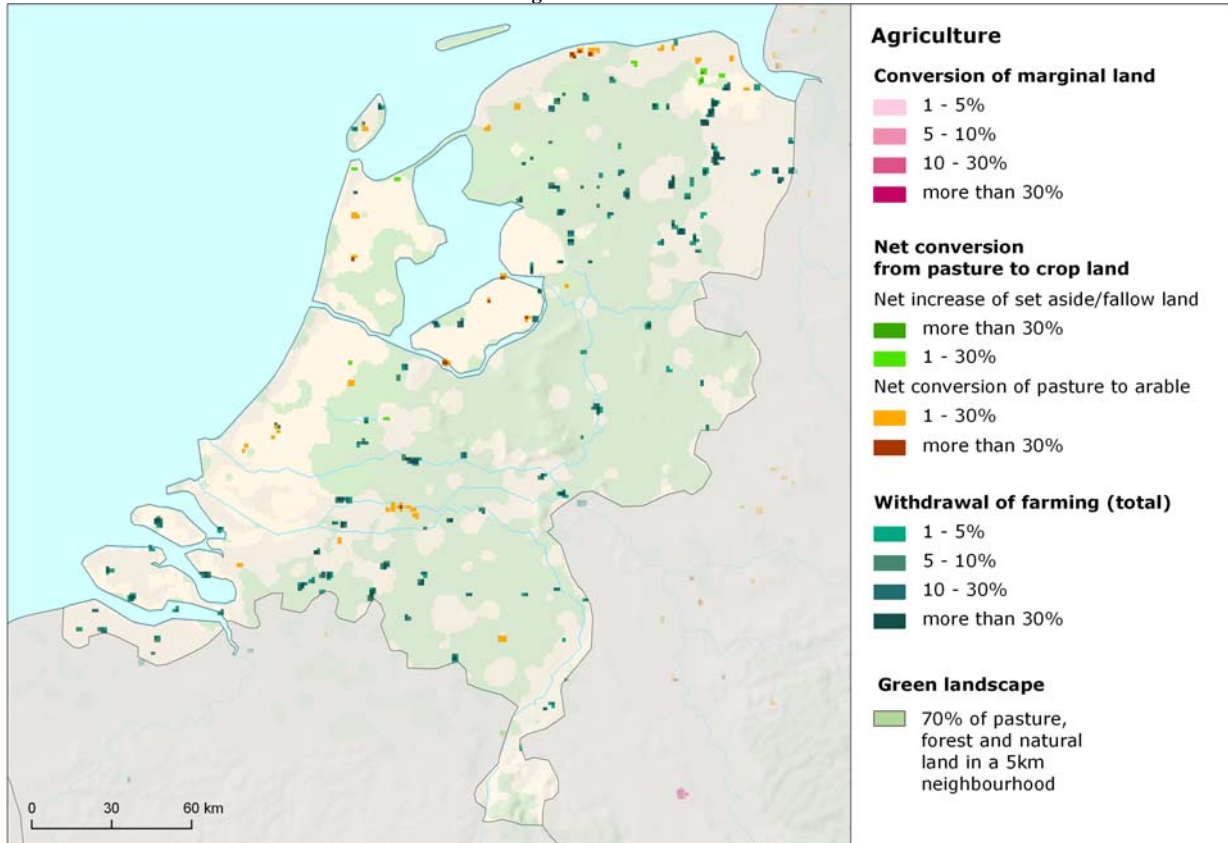 Agriculture
Conversion of marginal land
1 - 5%
5 - 10%
10 - 30%
more than 30%
Net conversion
from pasture to crop land
Net increase of set aside/fallow land
more than 30%
1 - 30%
Net conversion of pasture to arable
1 - 30%
more than 30%
Withdrawal of farming (total)
1 - 5%
5 - 10%
10 - 30%
more than 30%
Green landscape
70% of pasture,
forest and natural
land in a 5km
neighbourhood
0 30 60 km